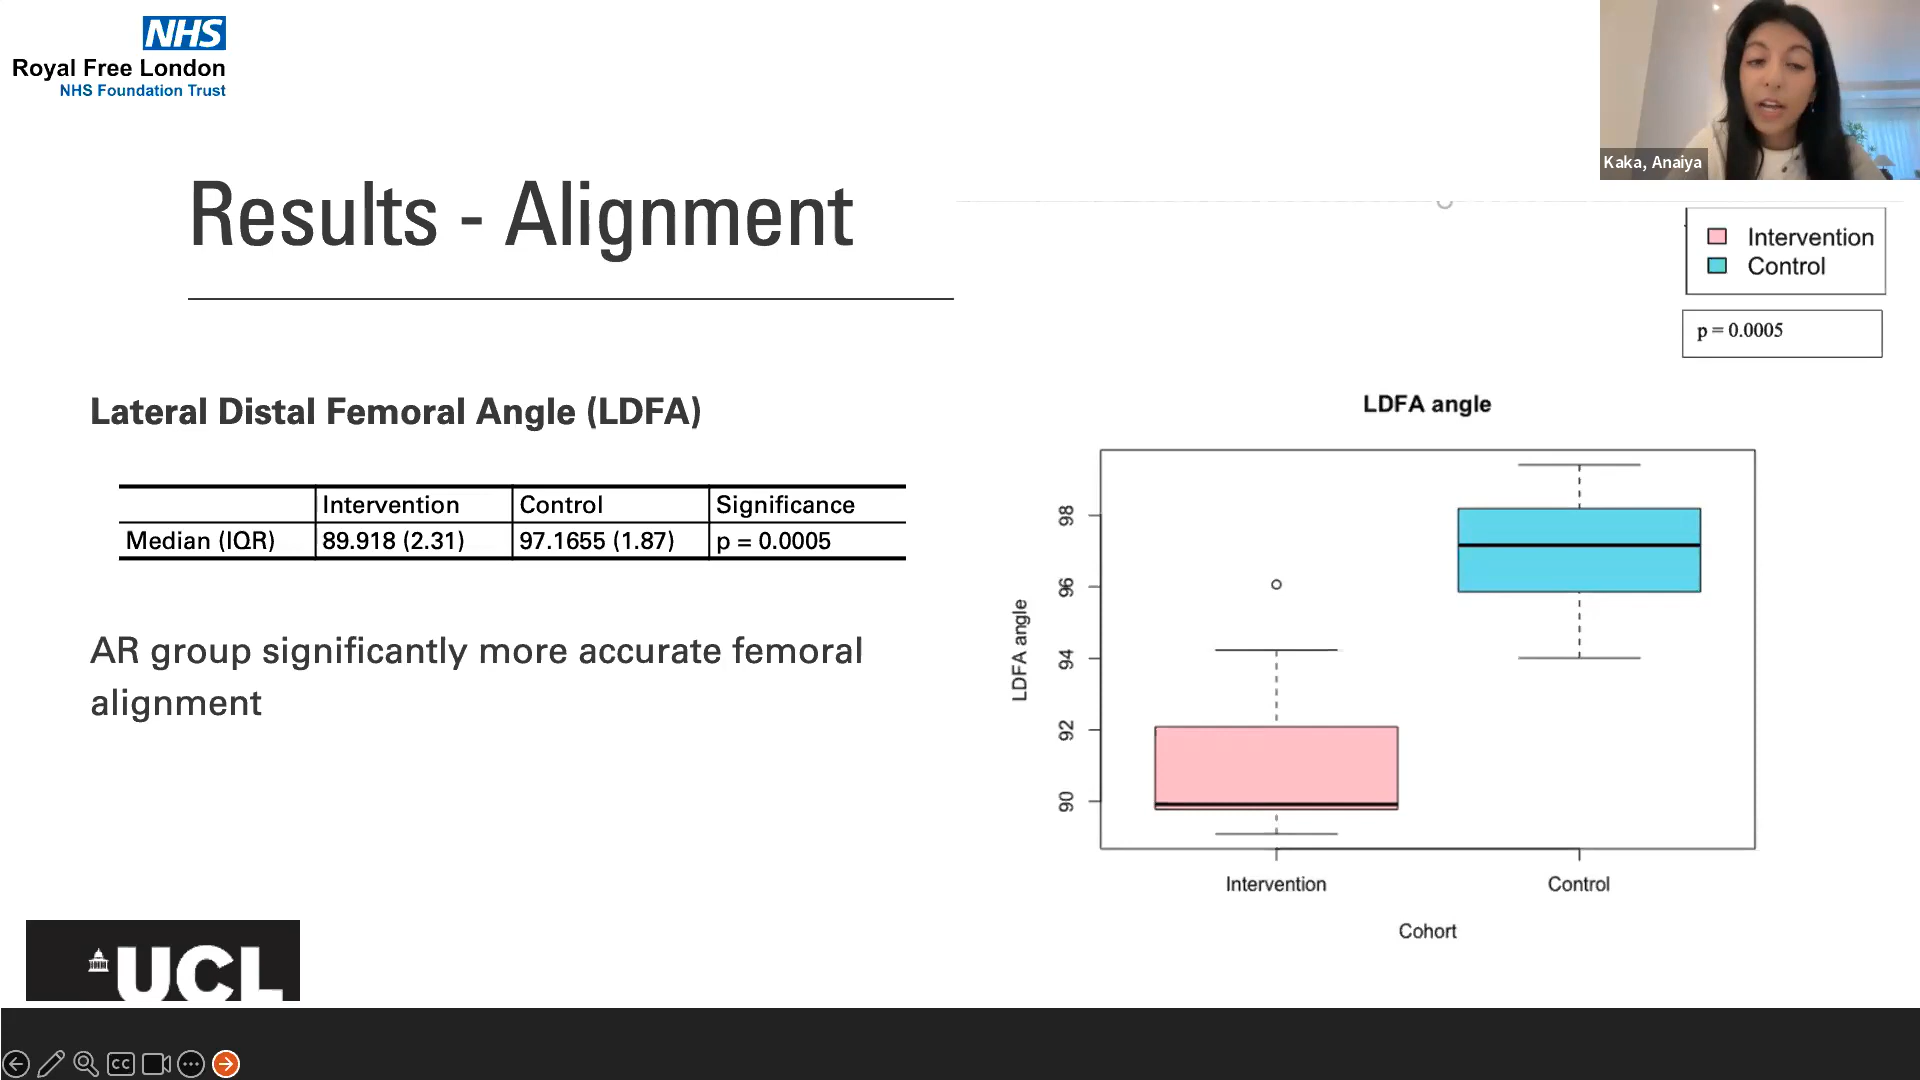 NHS
Royal Free London
NHS Foundation Trust
Kaka, Anaiya
Results - Alignment
Intervention
Control
p = 0.0005
Lateral Distal Femoral Angle (LDFA)
Intervention Control Significance
Median (IQR) 89.918 (2.31) 97.1655 (1.87) p = 0.0005
AR group significantly more accurate femoral
alignment
LDFA angle
LDFA angle
98
96
94
92
90
Intervention Control
Cohort
UCL
CC